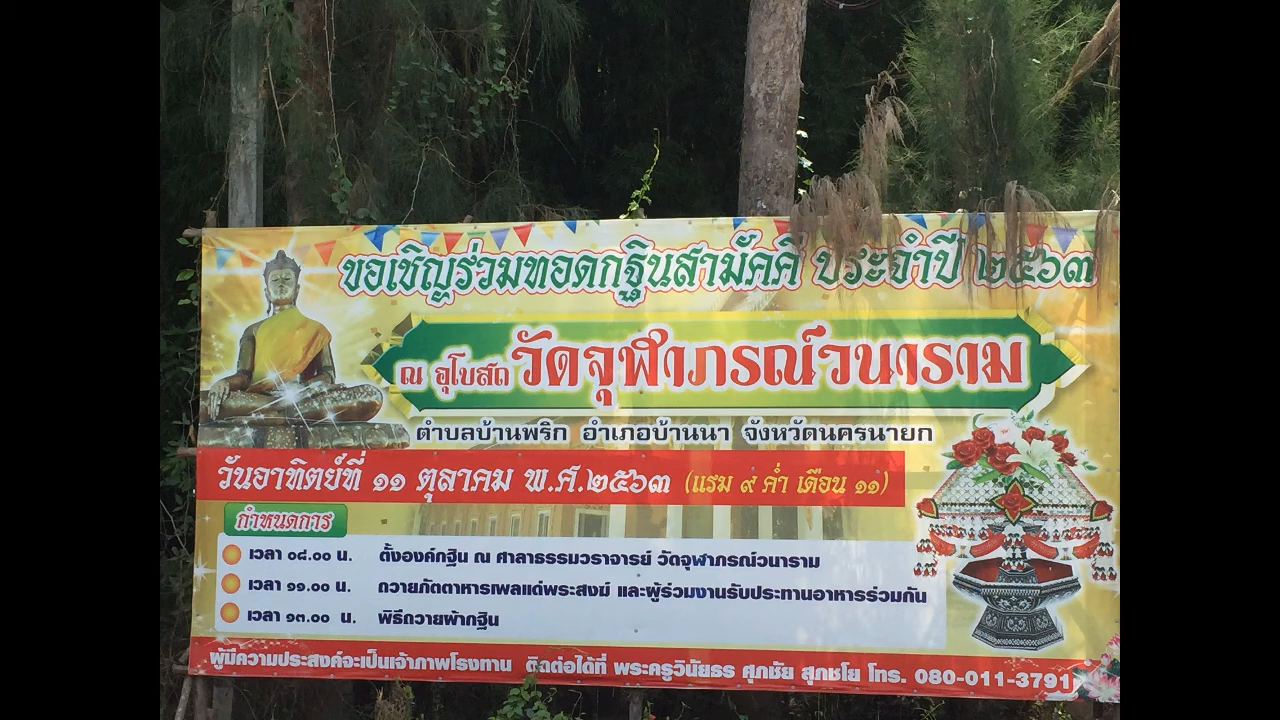 ขอเชิญร่วมทอดกฐินสามัคคี ประจำปี ๒๕๖๓
ณ อุโบสถ วัดจุฬาภรณ์วนาราม
ตำบลบ้านพริก อำเภอบ้านนา จังหวัดนครนายก
วันอาทิตย์ที่ ๑๑ ตุลาคม พ.ศ.๒๕๖๓ (แรม ๙ ค่ำ เดือน ๑๑)
กำหนดการ
เวลา ๐๘.๐๐ น. ตั้งองค์กฐิน ณ ศาลาธรรมวราจารย์ วัดจุฬาภรณ์วนาราม
เวลา ๑๑.๐๐ น. ถวายภัตตาหารเพลแด่พระสงฆ์ และผู้ร่วมงานรับประทานอาหารร่วมกัน
เวลา ๑๓.๐๐ น. พิธีถวายผ้ากฐิน
ผู้มีความประสงค์จะเป็นเจ้าภาพโรงทาน ติดต่อได้ที่ พระครูวินัยธร ศุภชัย สุภชโย โทร. 080-011-3791